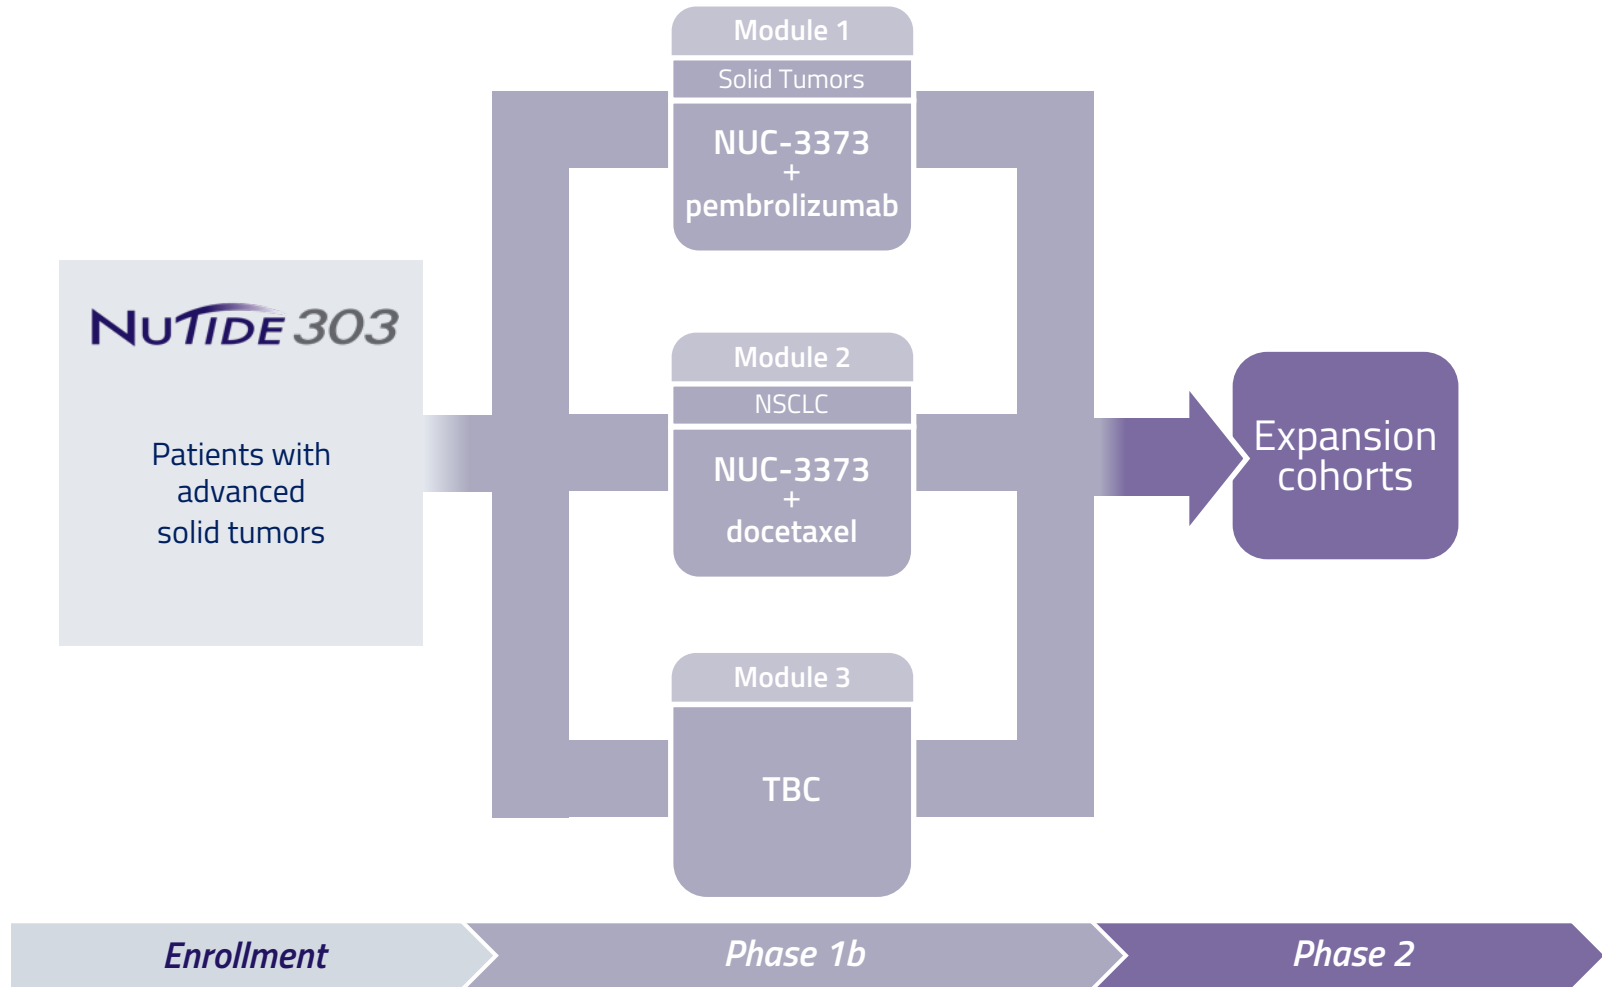 NUTIDE 303
Patients with
advanced
solid tumors
Module 1
Solid Tumors
NUC-3373
+
pembrolizumab
Module 2
NSCLC
NUC-3373
+
docetaxel
Module 3
TBC
Expansion
cohorts
Enrollment
Phase 1b
Phase 2